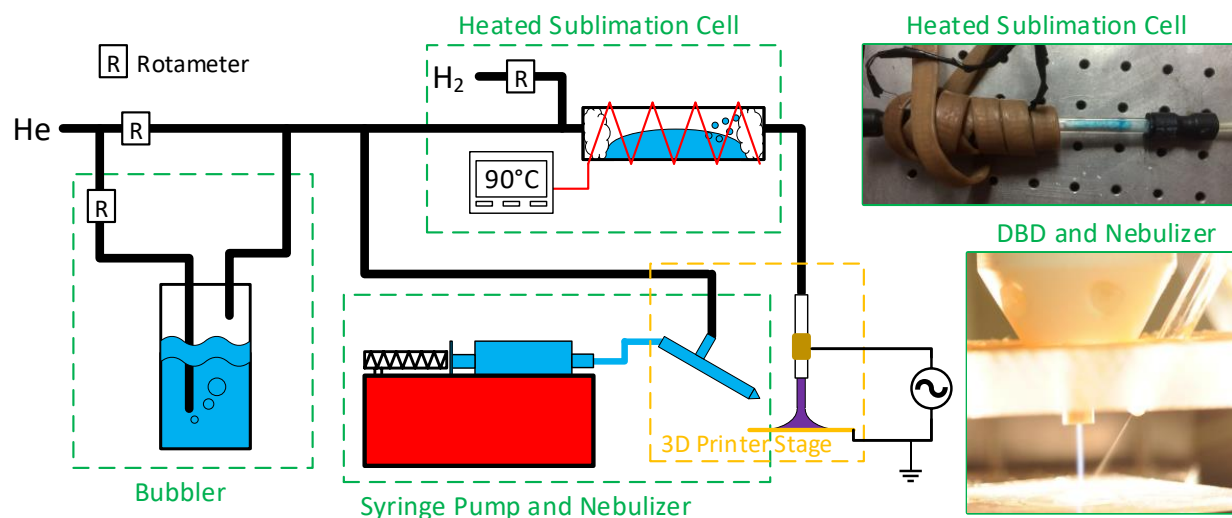 Heated Sublimation Cell
Heated Sublimation Cell
R Rotameter
H2
R
He
R
R
90°C
DBD and Nebulizer
3D Printer Stage
Bubbler
Syringe Pump and Nebulizer